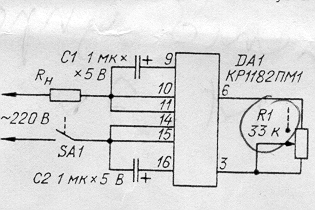 C1 1 мк
×5 В
9
DA1
КР1182ПМ1
Rн
10
6
11
~220 В
14
R1
33 к
15
SA1
16
3
C2 1 мк×5 В